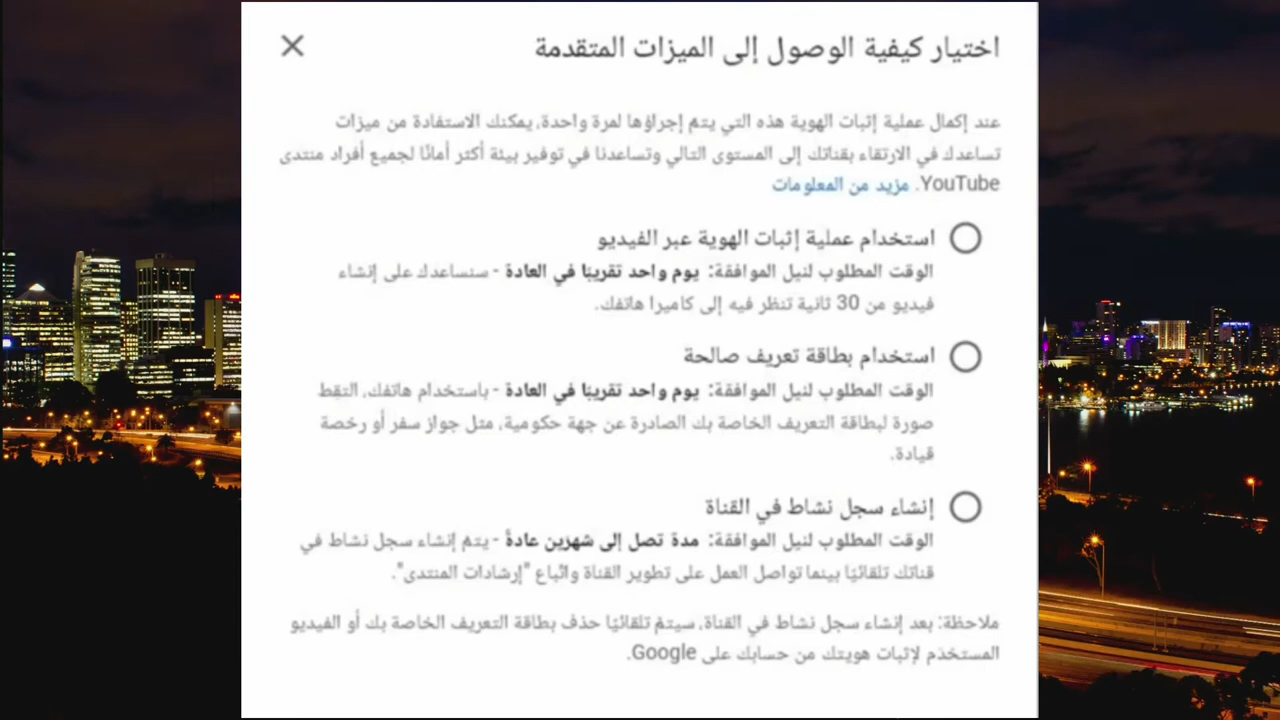 اختيار كيفية الوصول إلى الميزات المتقدمة
عند إكمال عملية إثبات الهوية هذه التي يتم إجراؤها لمرة واحدة، يمكنك الاستفادة من ميزات
تساعدك في الارتقاء بقناتك إلى المستوى التالي وتساعدنا في توفير بيئة أكثر أمانًا لجميع أفراد منتدى
YouTube. مزيد من المعلومات
استخدام عملية إثبات الهوية عبر الفيديو
الوقت المطلوب لنيل الموافقة: يوم واحد تقريبًا في العادة - سنساعدك على إنشاء
فيديو من 30 ثانية تنظر فيه إلى كاميرا هاتفك.
استخدام بطاقة تعريف صالحة
الوقت المطلوب لنيل الموافقة: يوم واحد تقريبًا في العادة - باستخدام هاتفك، التقِط
صورة لبطاقة التعريف الخاصة بك الصادرة عن جهة حكومية، مثل جواز سفر أو رخصة
قيادة.
إنشاء سجل نشاط في القناة
الوقت المطلوب لنيل الموافقة: مدة تصل إلى شهرين عادةً - يتم إنشاء سجل نشاط في
قناتك تلقائيًا بينما تواصل العمل على تطوير القناة واتّباع "إرشادات المنتدى".
ملاحظة: بعد إنشاء سجل نشاط في القناة، سيتم تلقائيًا حذف بطاقة التعريف الخاصة بك أو الفيديو
المستخدَم لإثبات هويتك من حسابك على Google.